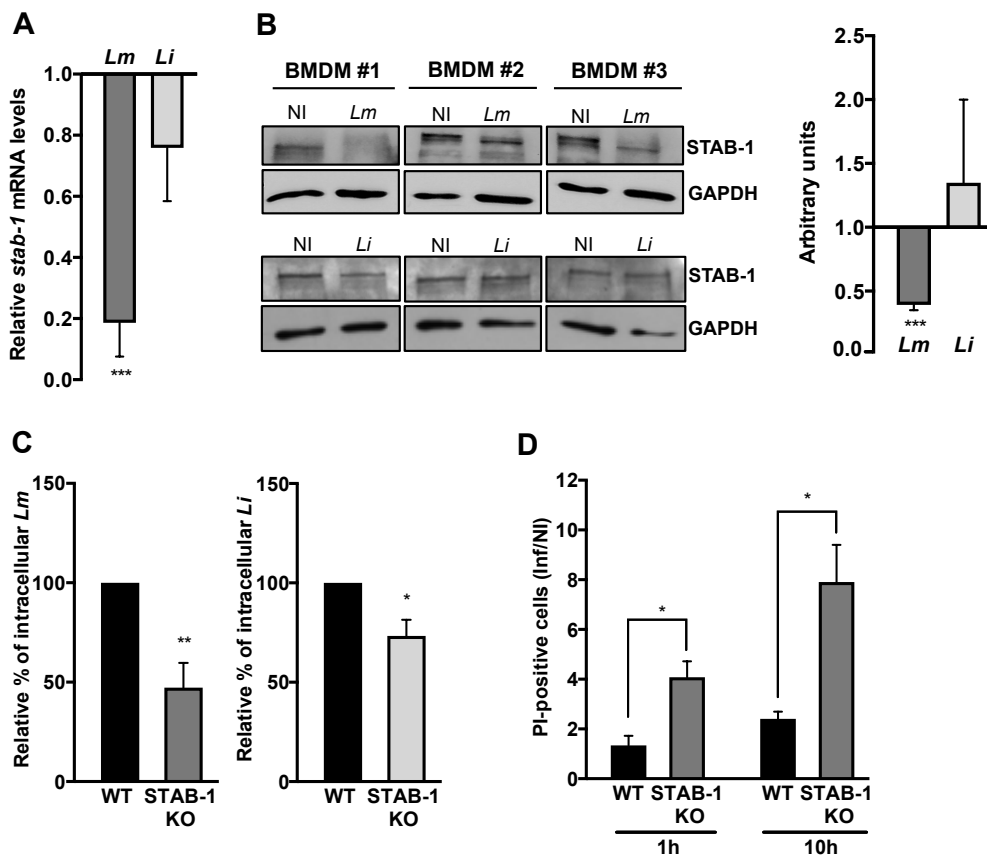 A
Lm Li
Relative stab-1 mRNA levels
1.0
0.8
0.6
0.4
0.2
0.0
***
B
BMDM #1 BMDM #2 BMDM #3
NI Lm NI Lm NI Lm
STAB-1
GAPDH
NI Li NI Li NI Li
STAB-1
GAPDH
Arbitrary units
2.5
2.0
1.5
1.0
0.5
0.0
***
Lm Li
C
Relative % of intracellular Lm
150
100
50
0
**
WT STAB-1
KO
Relative % of intracellular Li
150
100
50
0
*
WT STAB-1
KO
D
PI-positive cells (Inf/NI)
12
10
8
6
4
2
0
*
*
WT STAB-1 WT STAB-1
KO KO
1h 10h